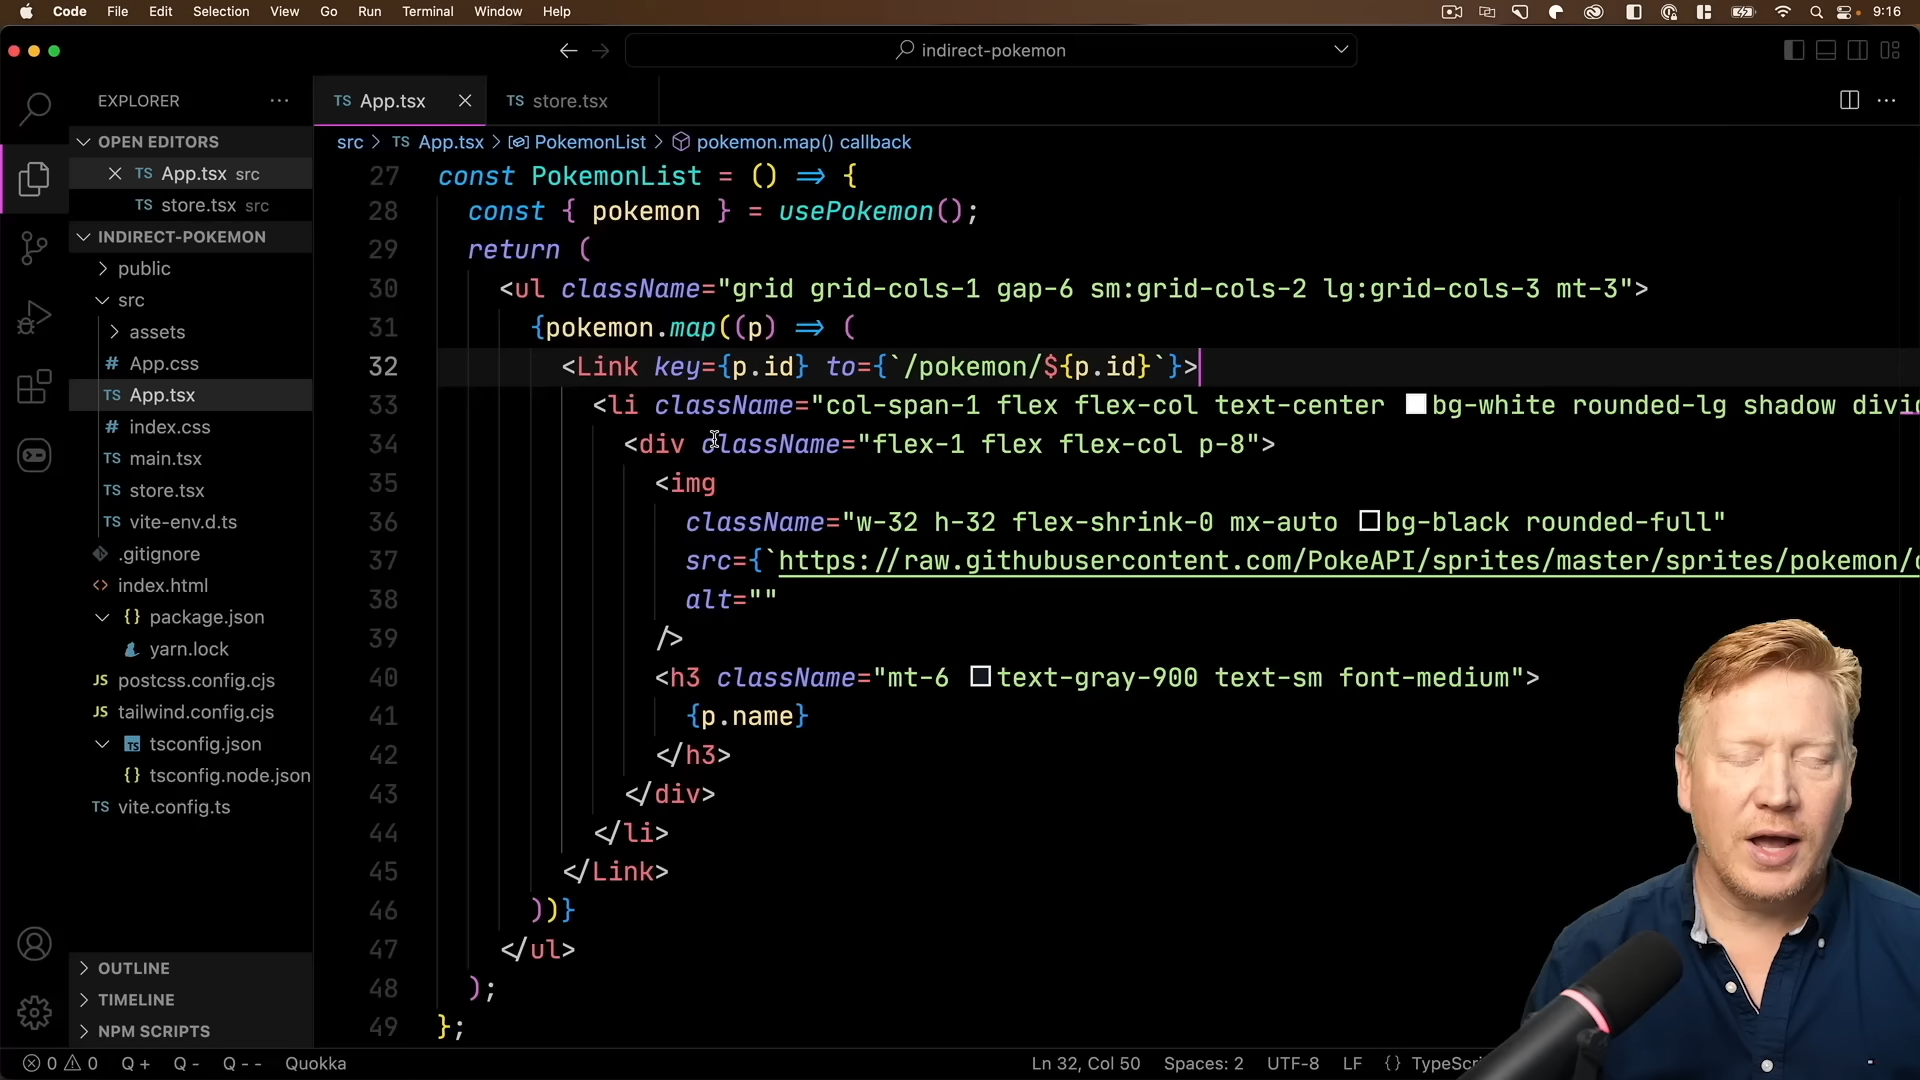 Code File Edit Selection View Go Run Terminal Window Help 9:16
indirect-pokemon
EXPLORER
TS App.tsx
TS store.tsx
OPEN EDITORS
src > TS App.tsx > PokemonList > pokemon.map() callback
TS App.tsx src
TS store.tsx src
INDIRECT-POKEMON
public
src
assets
# App.css
TS App.tsx
# index.css
TS main.tsx
TS store.tsx
TS vite-env.d.ts
.gitignore
<> index.html
{} package.json
yarn.lock
JS postcss.config.cjs
JS tailwind.config.cjs
TS tsconfig.json
{} tsconfig.node.json
TS vite.config.ts
OUTLINE
TIMELINE
NPM SCRIPTS
27 const PokemonList = () => {
28 const { pokemon } = usePokemon();
29 return (
30 <ul className="grid grid-cols-1 gap-6 sm:grid-cols-2 lg:grid-cols-3 mt-3">
31 {pokemon.map((p) => (
32 <Link key={p.id} to={`/pokemon/${p.id}`}>
33 <li className="col-span-1 flex flex-col text-center bg-white rounded-lg shadow
34 <div className="flex-1 flex flex-col p-8">
35 <img
36 className="w-32 h-32 flex-shrink-0 mx-auto bg-black rounded-full"
37 src={`https://raw.githubusercontent.com/PokeAPI/sprites/master/sprites/pokemon/
38 alt=""
39 />
40 <h3 className="mt-6 text-gray-900 text-sm font-medium">
41 {p.name}
42 </h3>
43 </div>
44 </li>
45 </Link>
46 ))}
47 </ul>
48 );
49 };
0 0 Q + Q - Q - - Quokka Ln 32, Col 50 Spaces: 2 UTF-8 LF {}